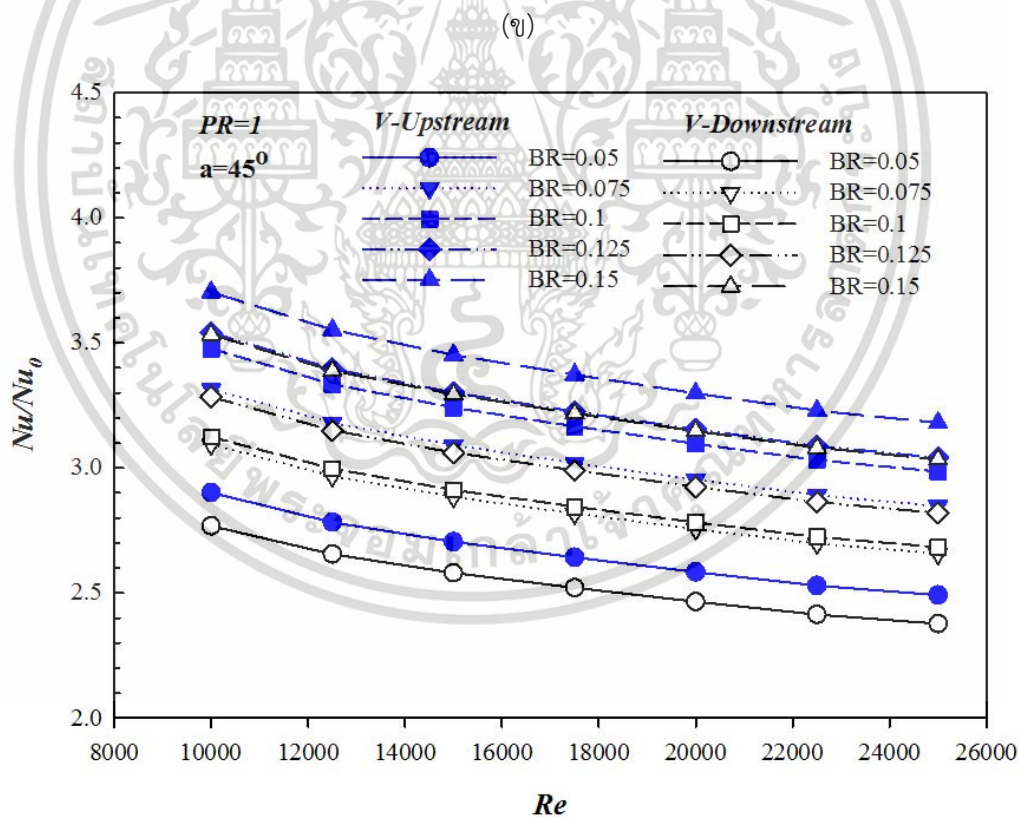 (ข)
PR=1
a=45⁰
V-Upstream
BR=0.05
BR=0.075
BR=0.1
BR=0.125
BR=0.15
V-Downstream
BR=0.05
BR=0.075
BR=0.1
BR=0.125
BR=0.15
4.5
4.0
3.5
3.0
2.5
2.0
Nu/Nu₀
8000 10000 12000 14000 16000 18000 20000 22000 24000 26000
Re